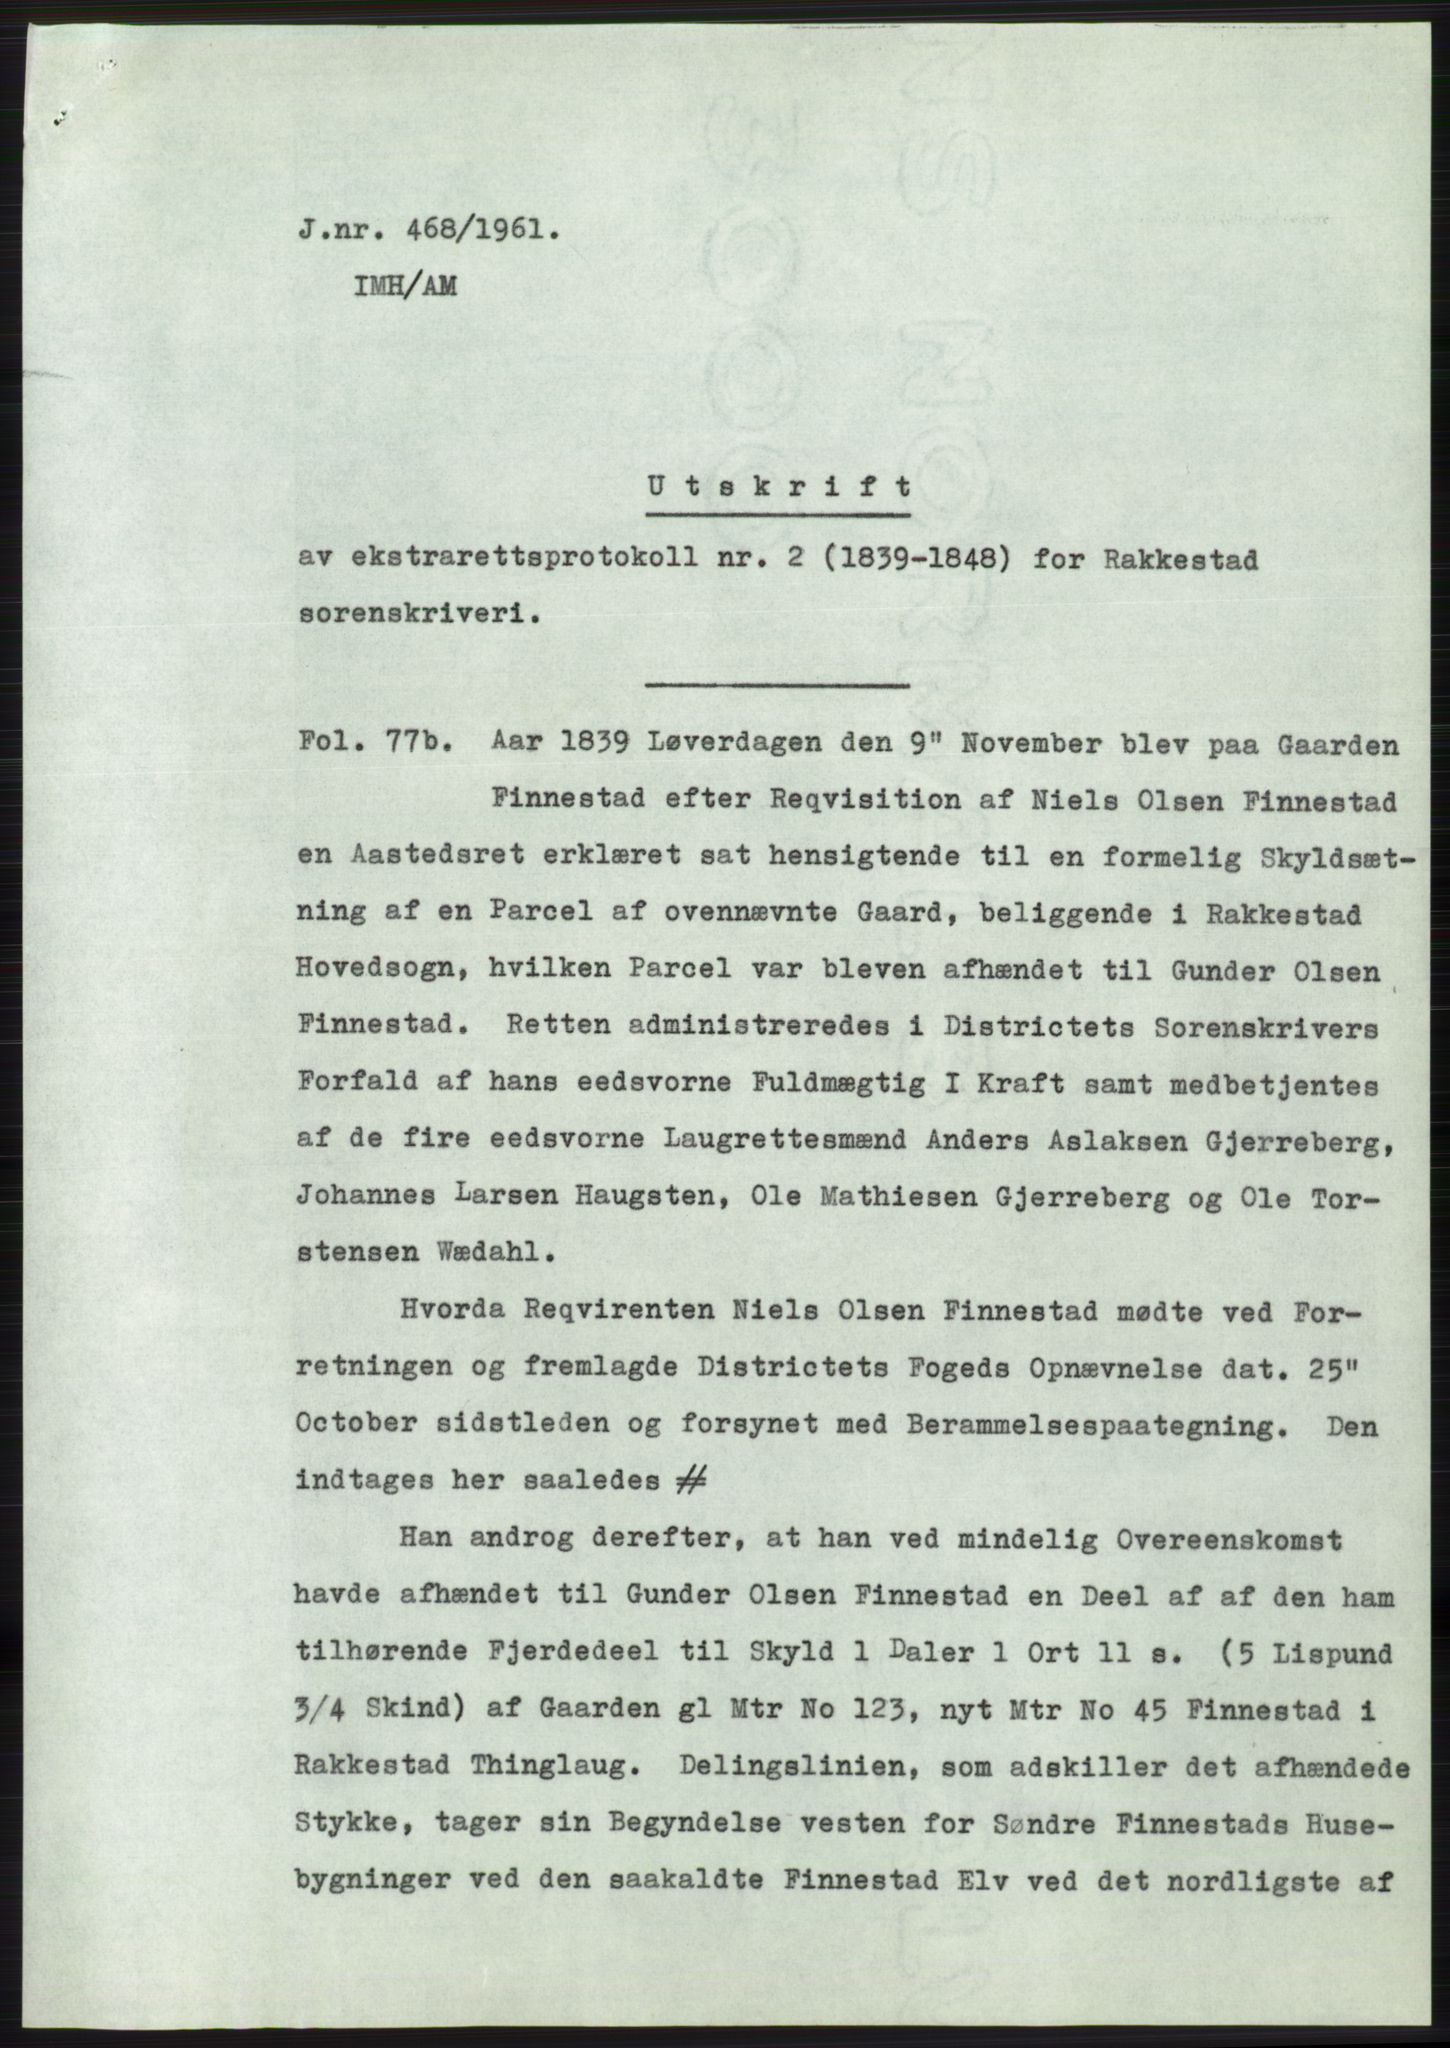 J.nr. 468/1961.
IMH/AM
Utskrift
av ekstrarettsprotokoll nr. 2 (1839-1848) for Rakkestad
sorenskriveri.
Fol. 77b. Aar 1839 Løverdagen den 9" November blev paa Gaarden
Finnestad efter Reqvisition af Niels Olsen Finnestad
en Aastedsret erklæret sat hensigtende til en formelig Skyldsæt-
ning af en Parcel af ovennævnte Gaard, beliggende i Rakkestad
Hovedsogn, hvilken Parcel var bleven afhændet til Gunder Olsen
Finnestad. Retten administreredes i Districtets Sorenskrivers
Forfald af hans eedsvorne Fuldmægtig I Kraft samt medbetjentes
af de fire eedsvorne Laugrettesmænd Anders Aslaksen Gjerreberg,
Johannes Larsen Haugsten, Ole Mathiesen Gjerreberg og Ole Tor-
stensen Wædahl.
Hvorda Reqvirenten Niels Olsen Finnestad mødte ved For-
retningen og fremlagde Districtets Fogeds Opnævnelse dat. 25"
October sidstleden og forsynet med Berammelsespaategning. Den
indtages her saaledes #
Han androg derefter, at han ved mindelig Overeenskomst
havde afhændet til Gunder Olsen Finnestad en Deel af af den ham
tilhørende Fjerdedeel til Skyld 1 Daler 1 Ort 11 s. (5 Lispund
3/4 Skind) af Gaarden gl Mtr No 123, nyt Mtr No 45 Finnestad i
Rakkestad Thinglaug. Delingslinien, som adskiller det afhændede
Stykke, tager sin Begyndelse vesten for Søndre Finnestads Huse-
bygninger ved den saakaldte Finnestad Elv ved det nordligste af